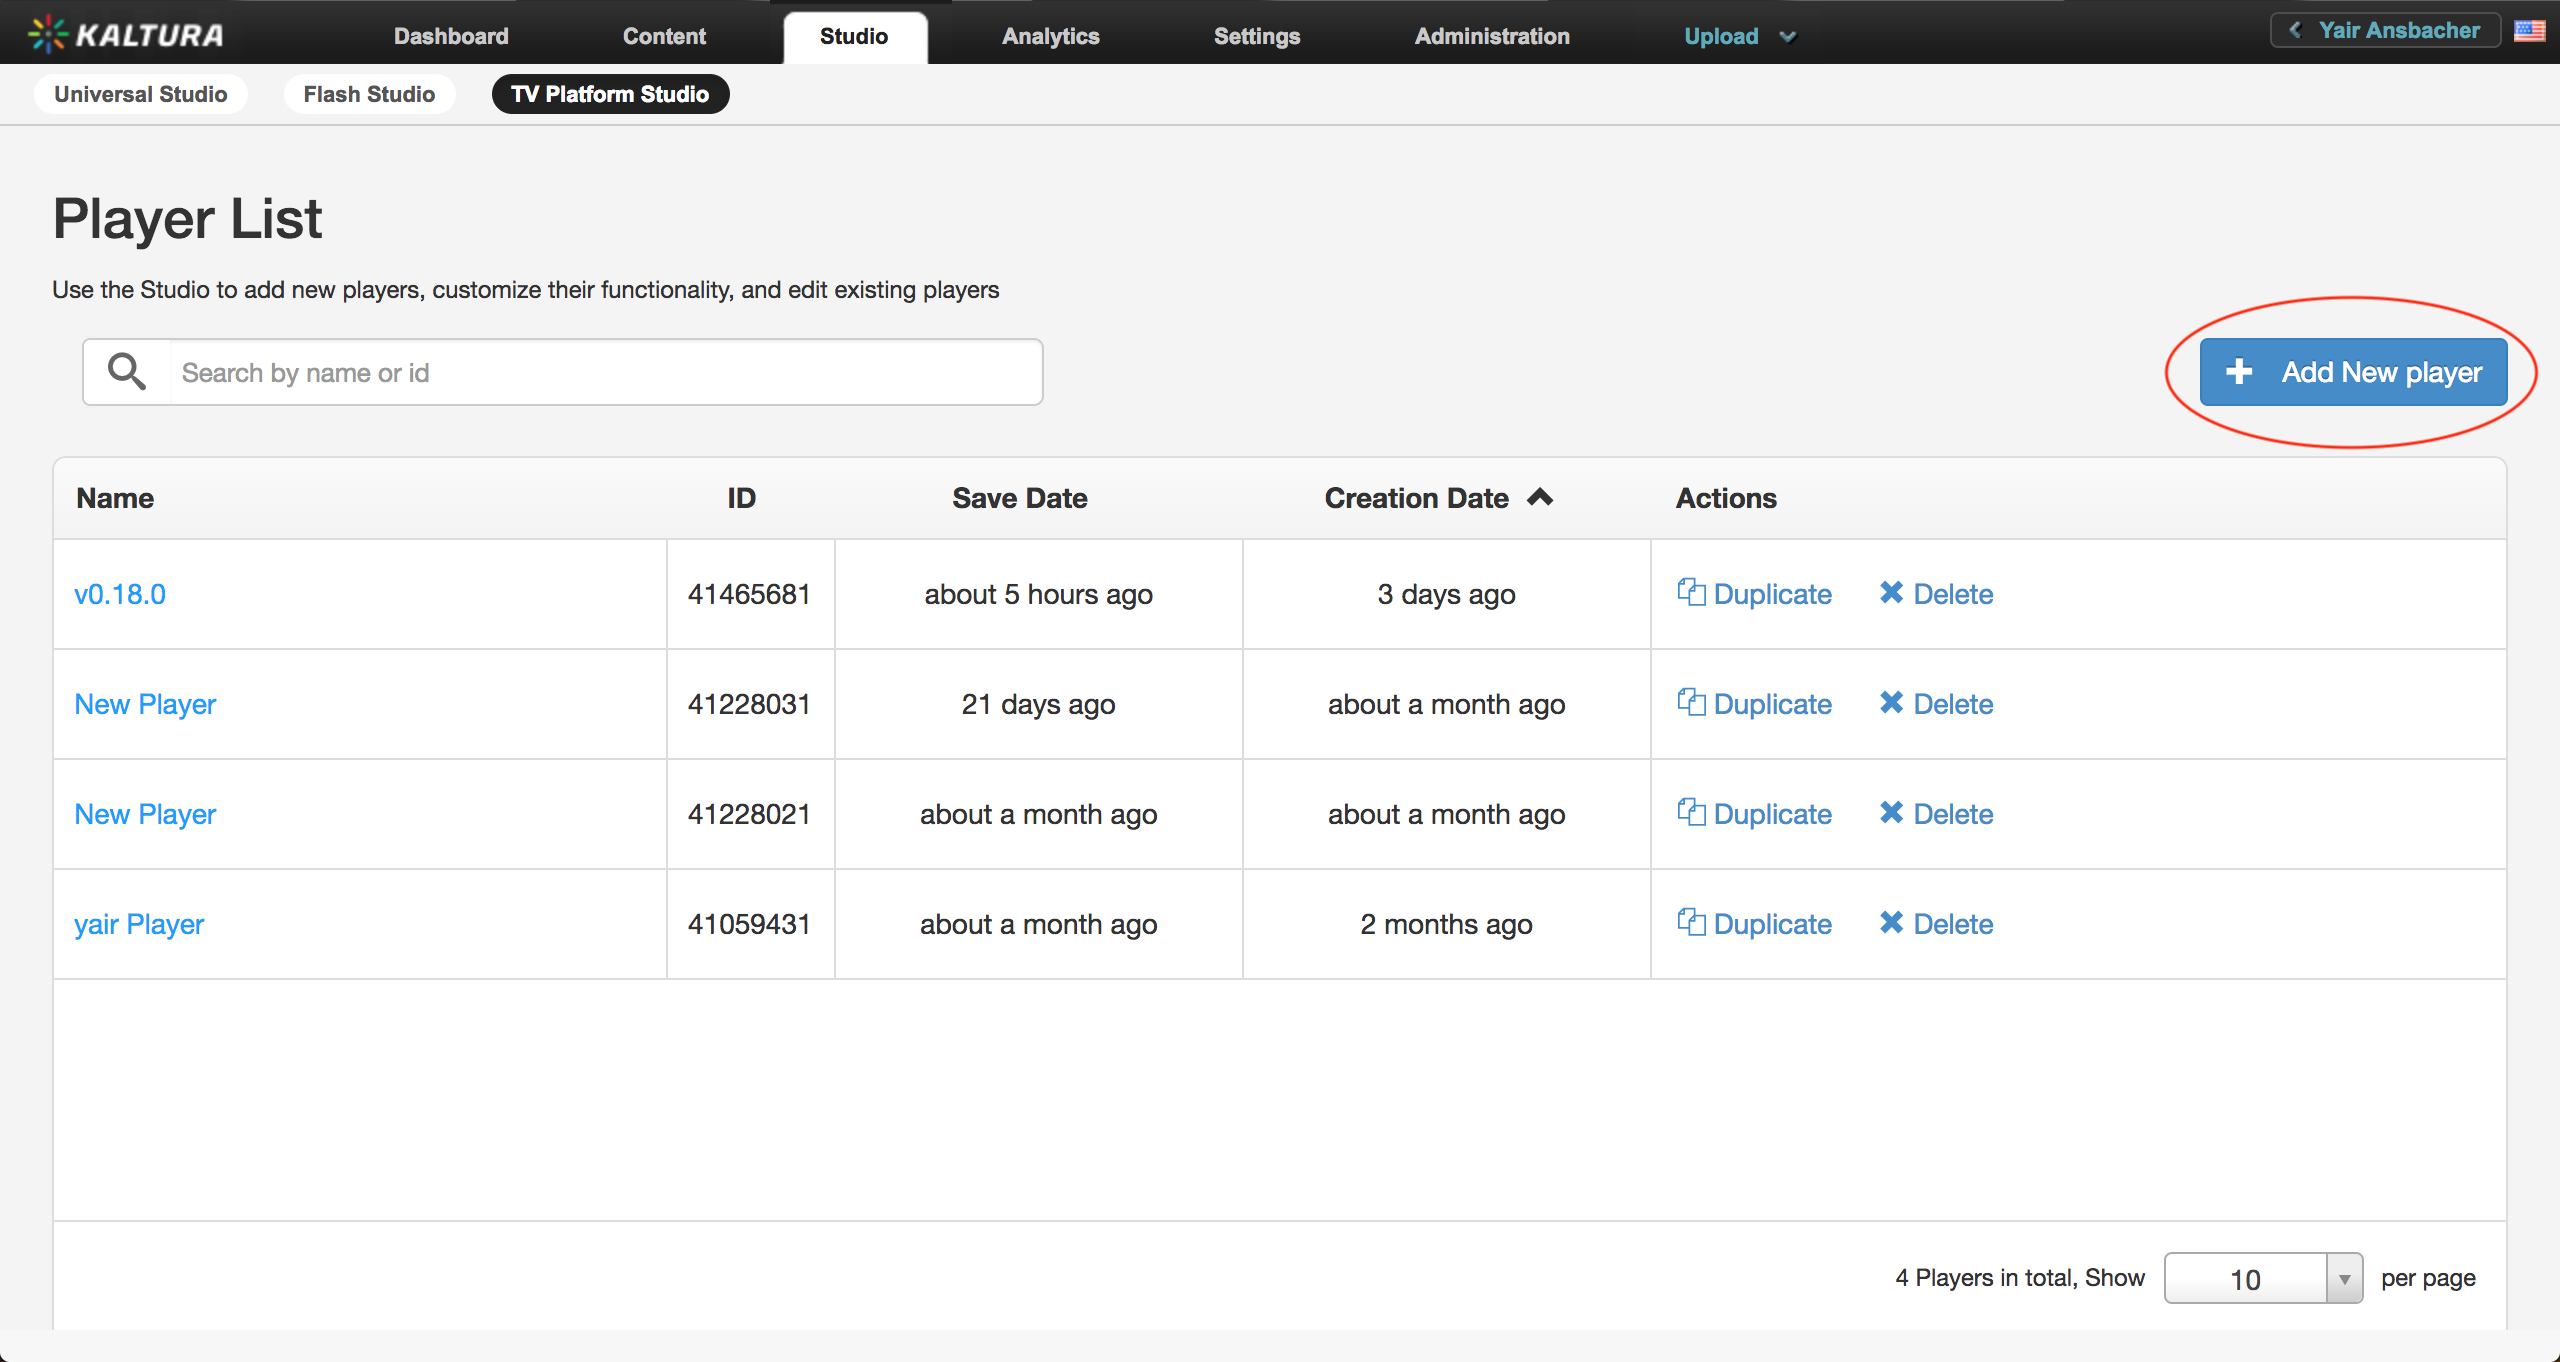 KALTURA Dashboard Content Studio Analytics Settings Administration Upload Yair Ansbacher
Universal Studio Flash Studio TV Platform Studio
Player List
Use the Studio to add new players, customize their functionality, and edit existing players
Search by name or id Add New player
Name ID Save Date Creation Date Actions
v0.18.0 41465681 about 5 hours ago 3 days ago Duplicate Delete
New Player 41228031 21 days ago about a month ago Duplicate Delete
New Player 41228021 about a month ago about a month ago Duplicate Delete
yair Player 41059431 about a month ago 2 months ago Duplicate Delete
4 Players in total, Show 10 per page